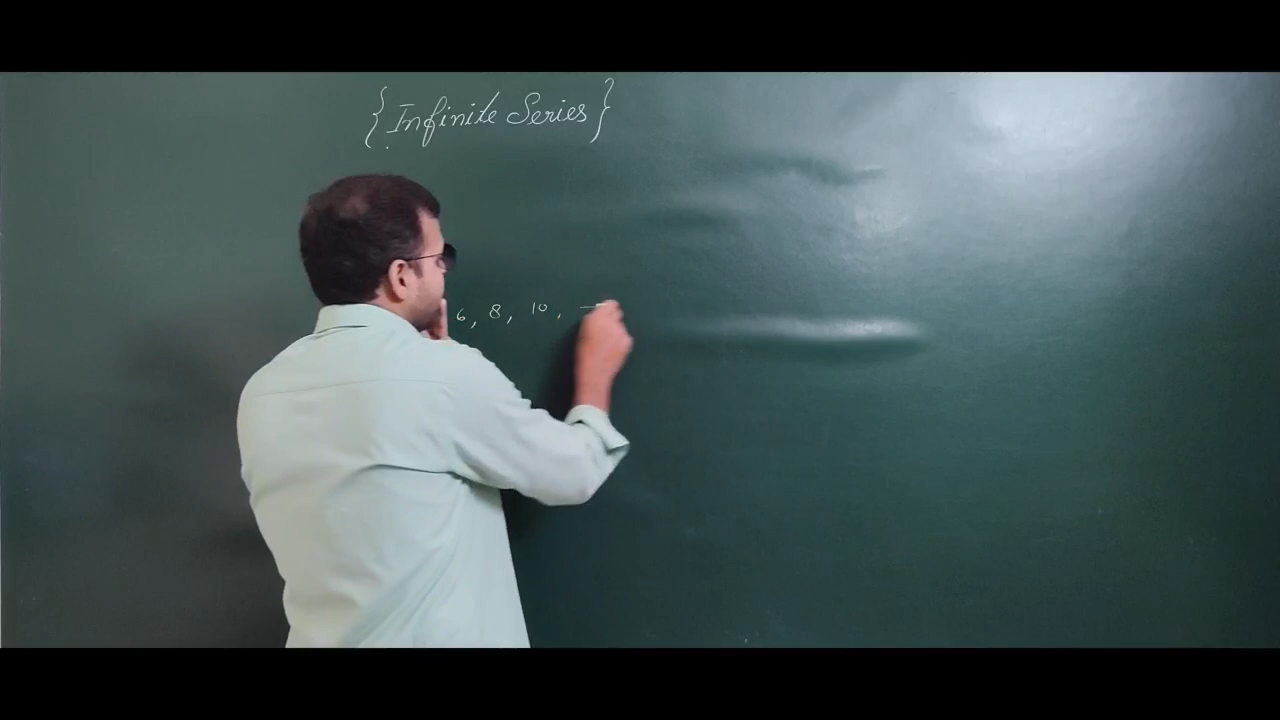 {Infinite Series}
6, 8, 10, —